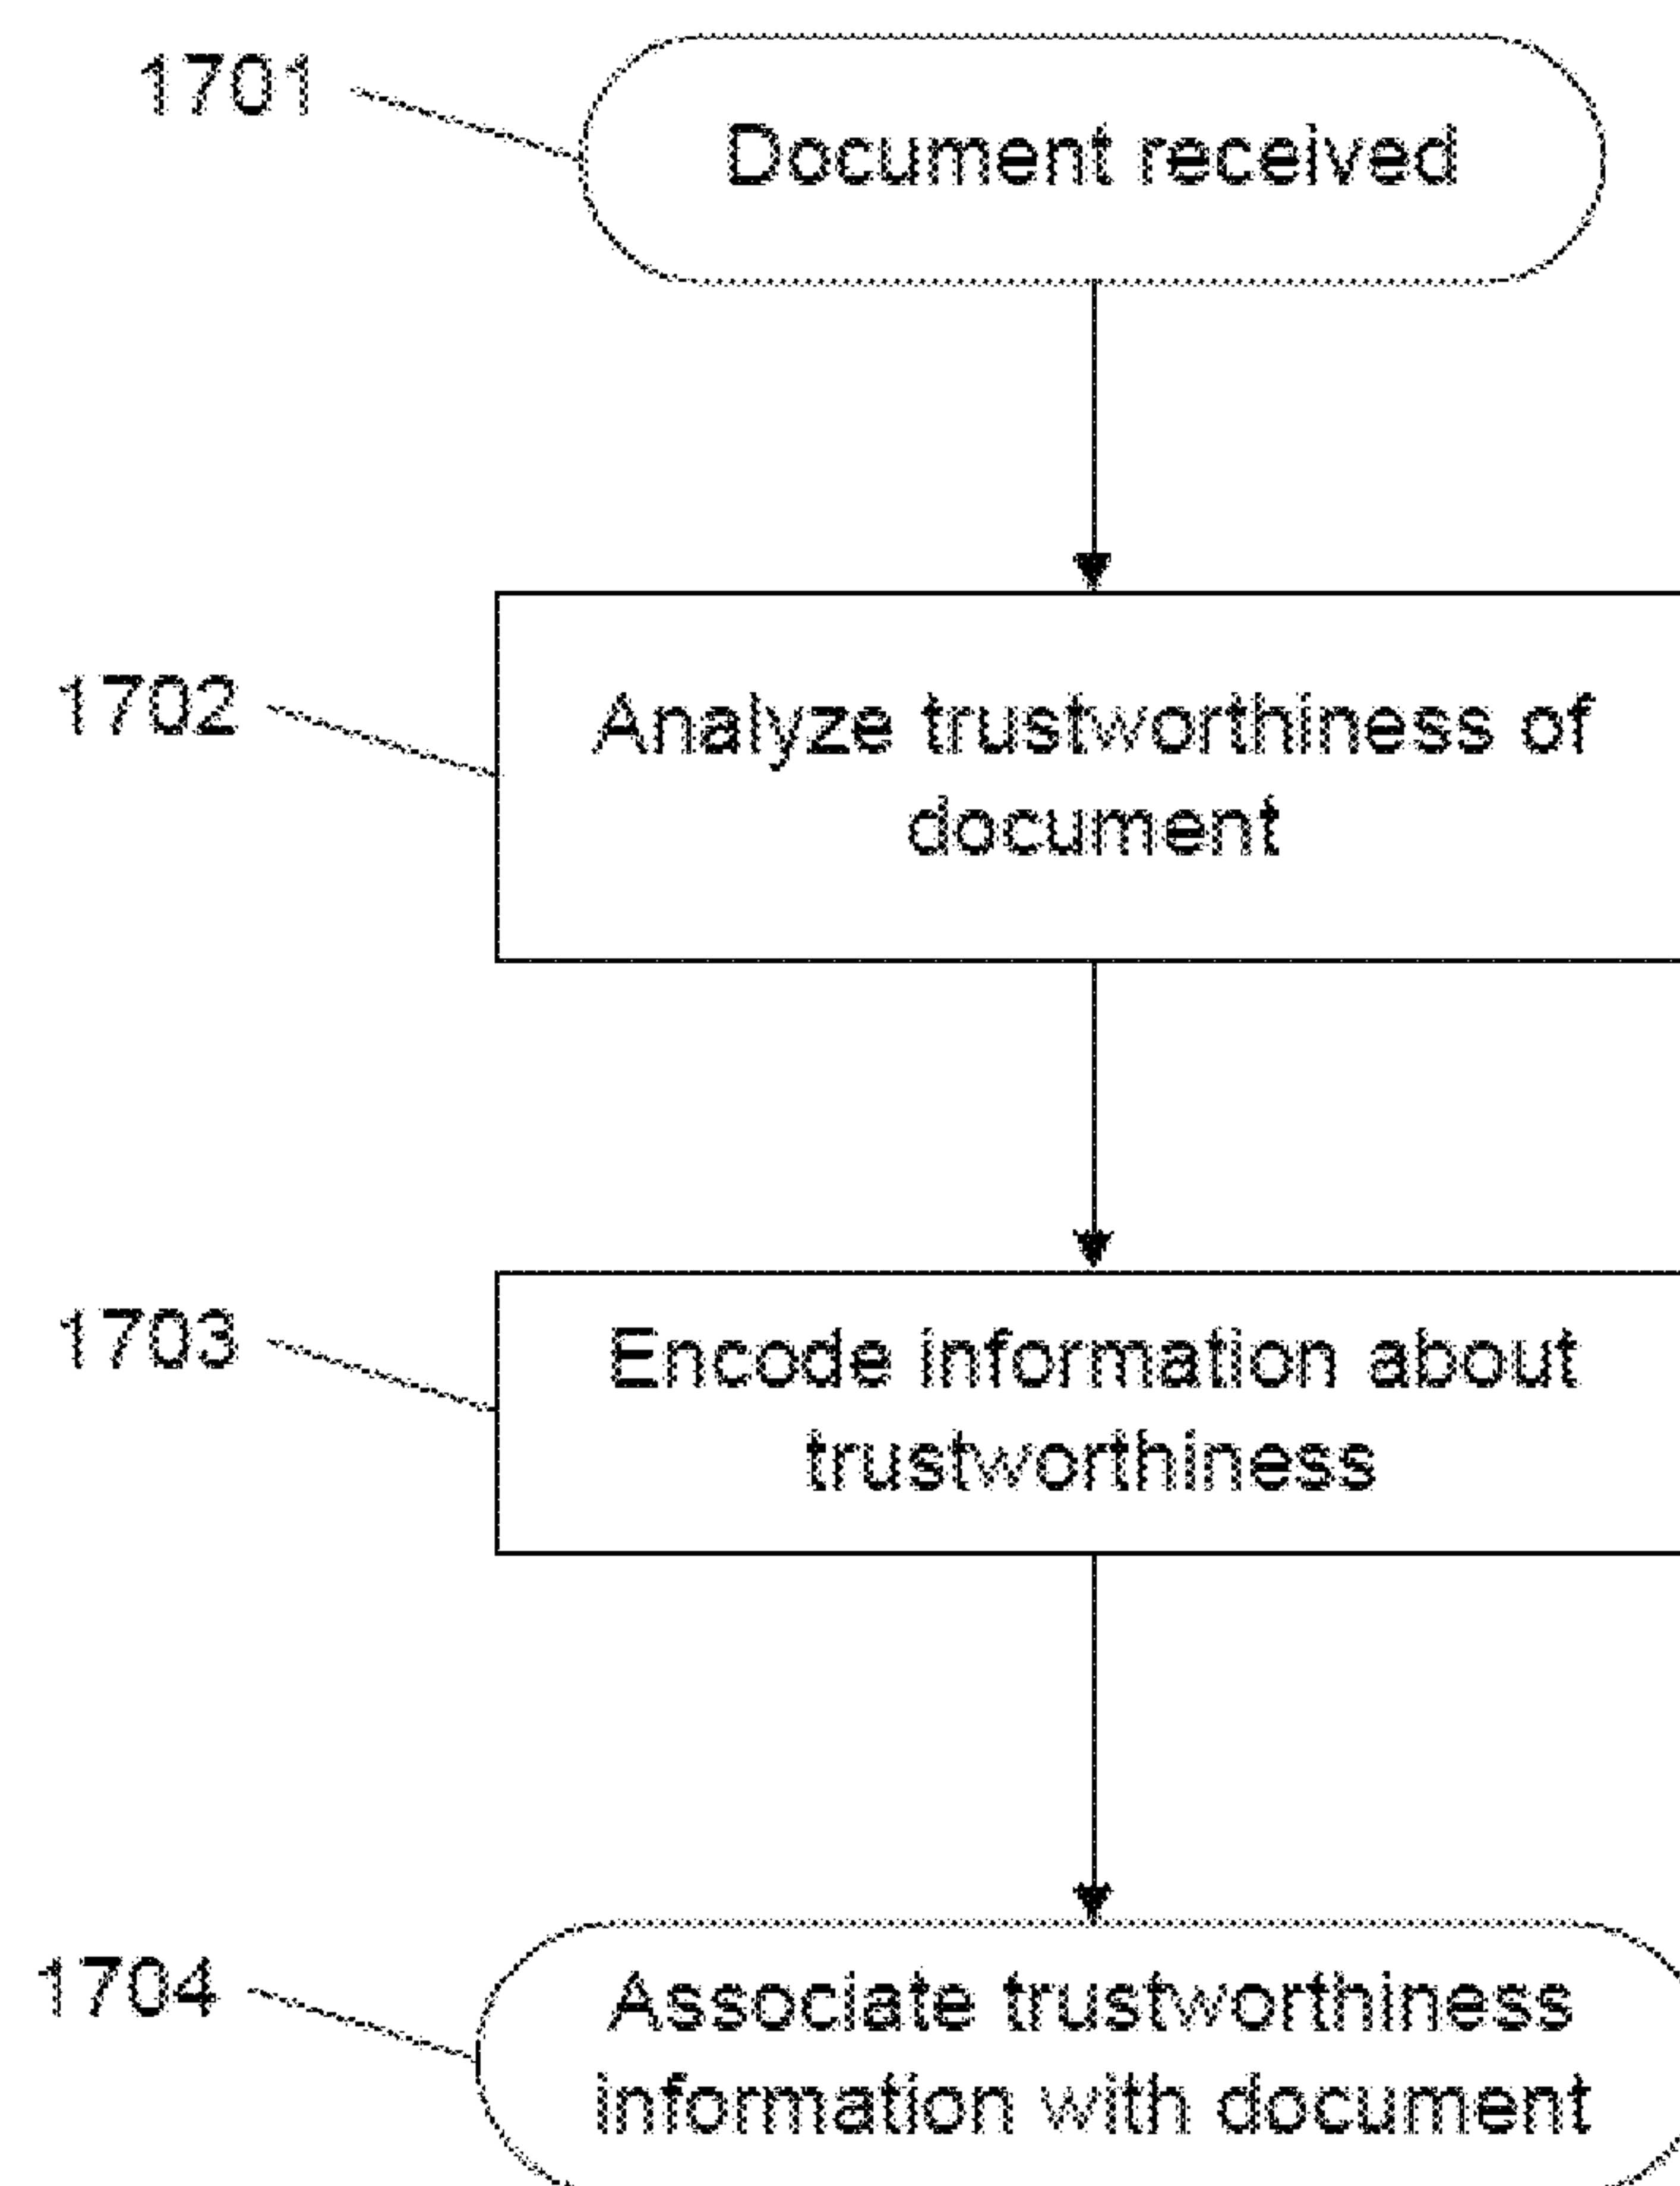 1701
Document received
1702
Analyze trustworthiness of
document
1703
Encode information about
trustworthiness
1704
Associate trustworthiness
information with document